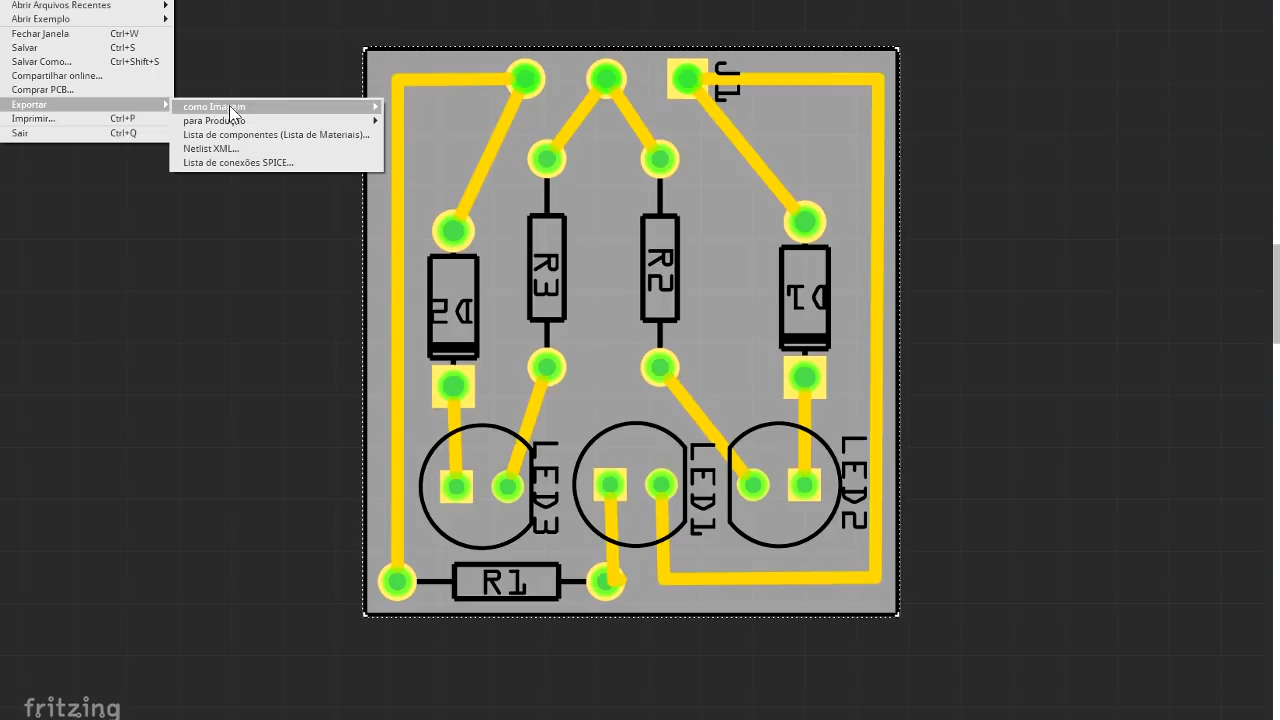 Abrir Arquivos Recentes
Abrir Exemplo
Fechar Janela Ctrl+W
Salvar Ctrl+S
Salvar Como... Ctrl+Shift+S
Compartilhar online...
Comprar PCB...
Exportar
Imprimir... Ctrl+P
Sair Ctrl+Q
como Imagem
para Produção
Lista de componentes (Lista de Materiais)...
Netlist XML...
Lista de conexões SPICE...
J1
R3
R2
D2
D1
LED3
LED1
LED2
R1
fritzing